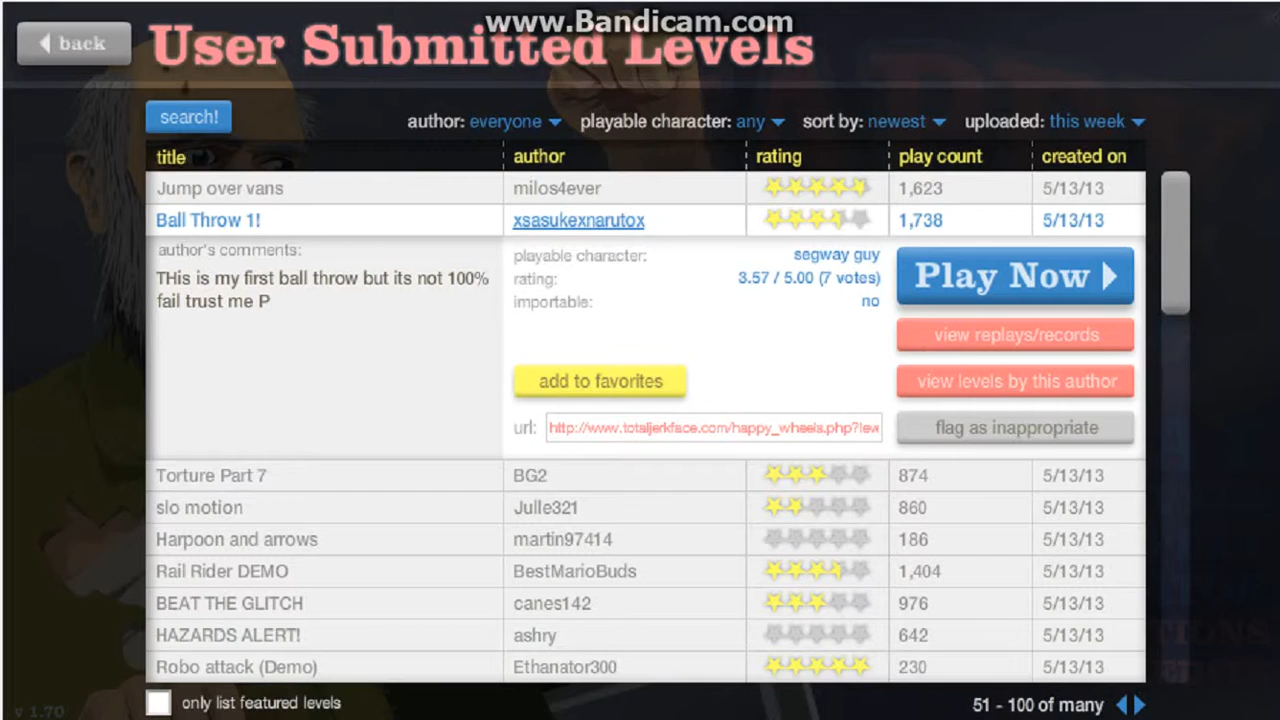 www.Bandicam.com
back
User Submitted Levels
search!
author: everyone playable character: any sort by: newest uploaded: this week
title author rating play count created on
Jump over vans milos4ever 1,623 5/13/13
Ball Throw 1! xsasukexnarutox 1,738 5/13/13
author's comments:
THis is my first ball throw but its not 100%
fail trust me P
playable character: segway guy
rating: 3.57 / 5.00 (7 votes)
importable: no
Play Now
view replays/records
add to favorites
view levels by this author
url: http://www.totaljerkface.com/happy_wheels.php?leve
flag as inappropriate
Torture Part 7 BG2 874 5/13/13
slo motion Julle321 860 5/13/13
Harpoon and arrows martin97414 186 5/13/13
Rail Rider DEMO BestMarioBuds 1,404 5/13/13
BEAT THE GLITCH canes142 976 5/13/13
HAZARDS ALERT! ashry 642 5/13/13
Robo attack (Demo) Ethanator300 230 5/13/13
only list featured levels
51 - 100 of many
v 1.70